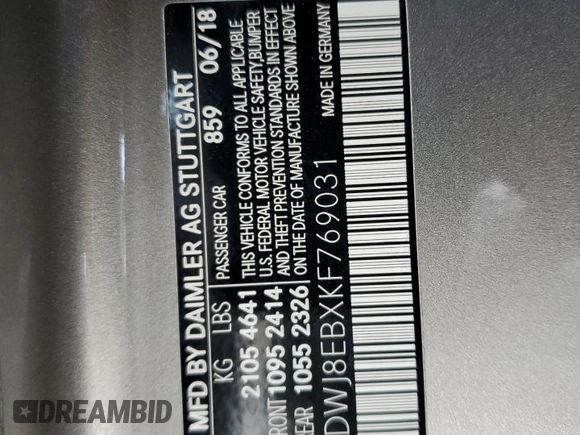 MFD BY DAIMLER AG STUTTGART
859 06/18
KG LBS PASSENGER CAR
2105 4641
FRONT 1095 2414
REAR 1055 2326
THIS VEHICLE CONFORMS TO ALL APPLICABLE
U.S. FEDERAL MOTOR VEHICLE SAFETY, BUMPER
AND THEFT PREVENTION STANDARDS IN EFFECT
ON THE DATE OF MANUFACTURE SHOWN ABOVE
DWJ8EBXKF769031
MADE IN GERMANY
DREAMBID